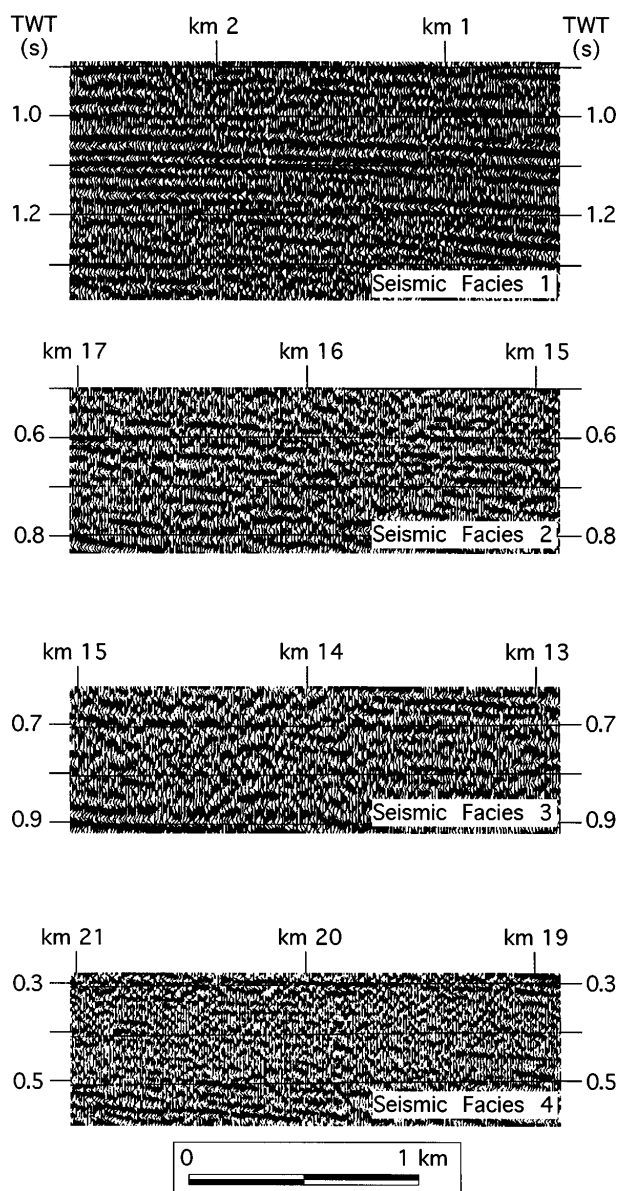 TWT km 2 km 1 TWT
(s) (s)
1.0 1.0
1.2 1.2
Seismic Facies 1
km 17 km 16 km 15
0.6 0.6
0.8 Seismic Facies 2 0.8
km 15 km 14 km 13
0.7 0.7
0.9 Seismic Facies 3 0.9
km 21 km 20 km 19
0.3 0.3
0.5 0.5
Seismic Facies 4
0 1 km